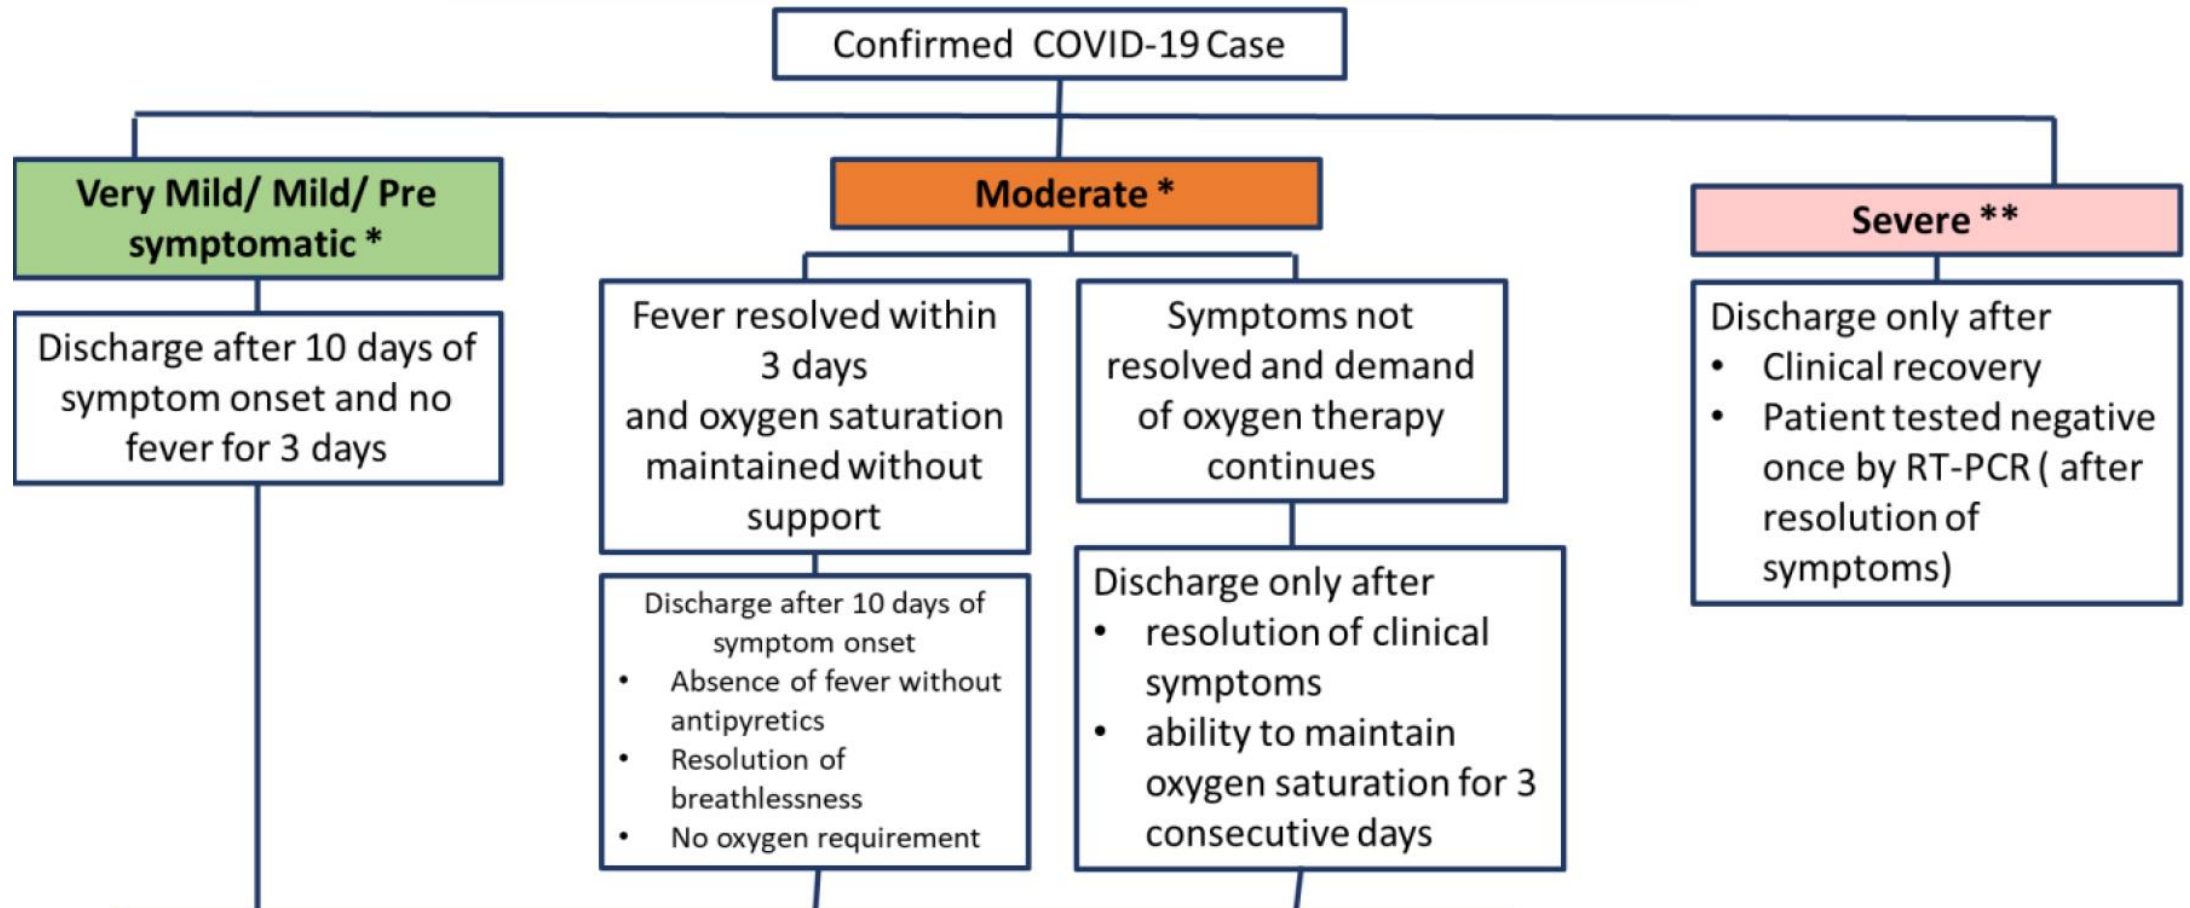 Confirmed COVID-19 Case
Very Mild/ Mild/ Pre
symptomatic *
Discharge after 10 days of
symptom onset and no
fever for 3 days
Moderate *
Fever resolved within
3 days
and oxygen saturation
maintained without
support
Discharge after 10 days of
symptom onset
• Absence of fever without
antipyretics
• Resolution of
breathlessness
• No oxygen requirement
Symptoms not
resolved and demand
of oxygen therapy
continues
Discharge only after
• resolution of clinical
symptoms
• ability to maintain
oxygen saturation for 3
consecutive days
Severe **
Discharge only after
• Clinical recovery
• Patient tested negative
once by RT-PCR ( after
resolution of
symptoms)